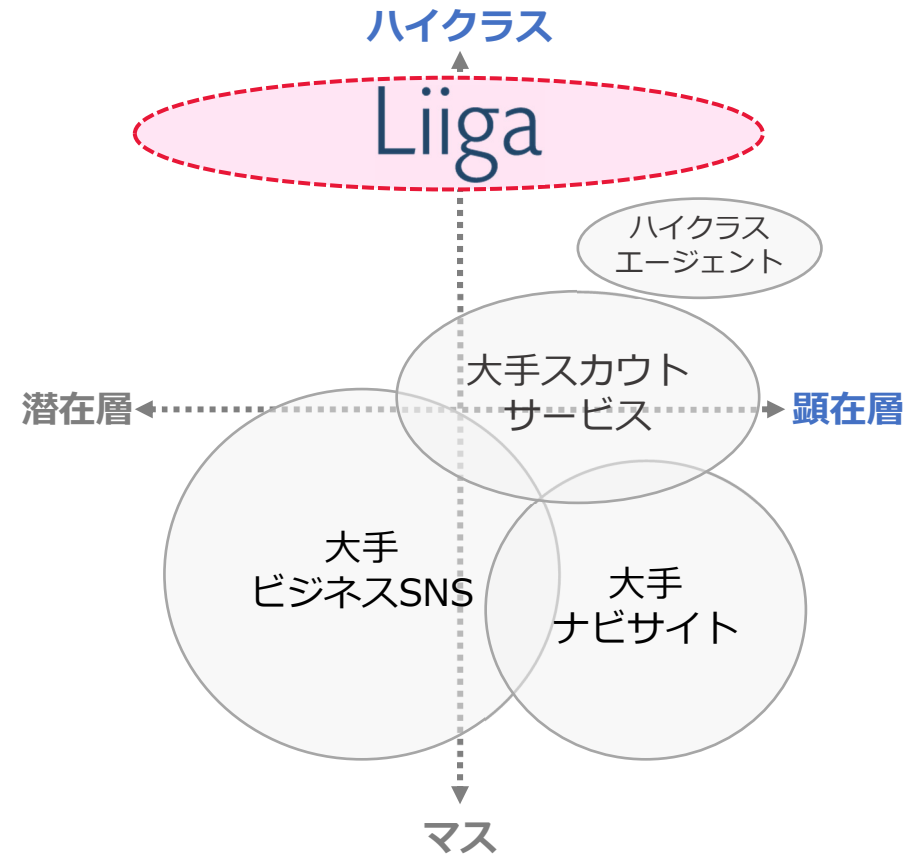 ハイクラス
Liiga
ハイクラス
エージェント
大手スカウト
サービス
潜在層
顕在層
大手
ビジネスSNS
大手
ナビサイト
マス